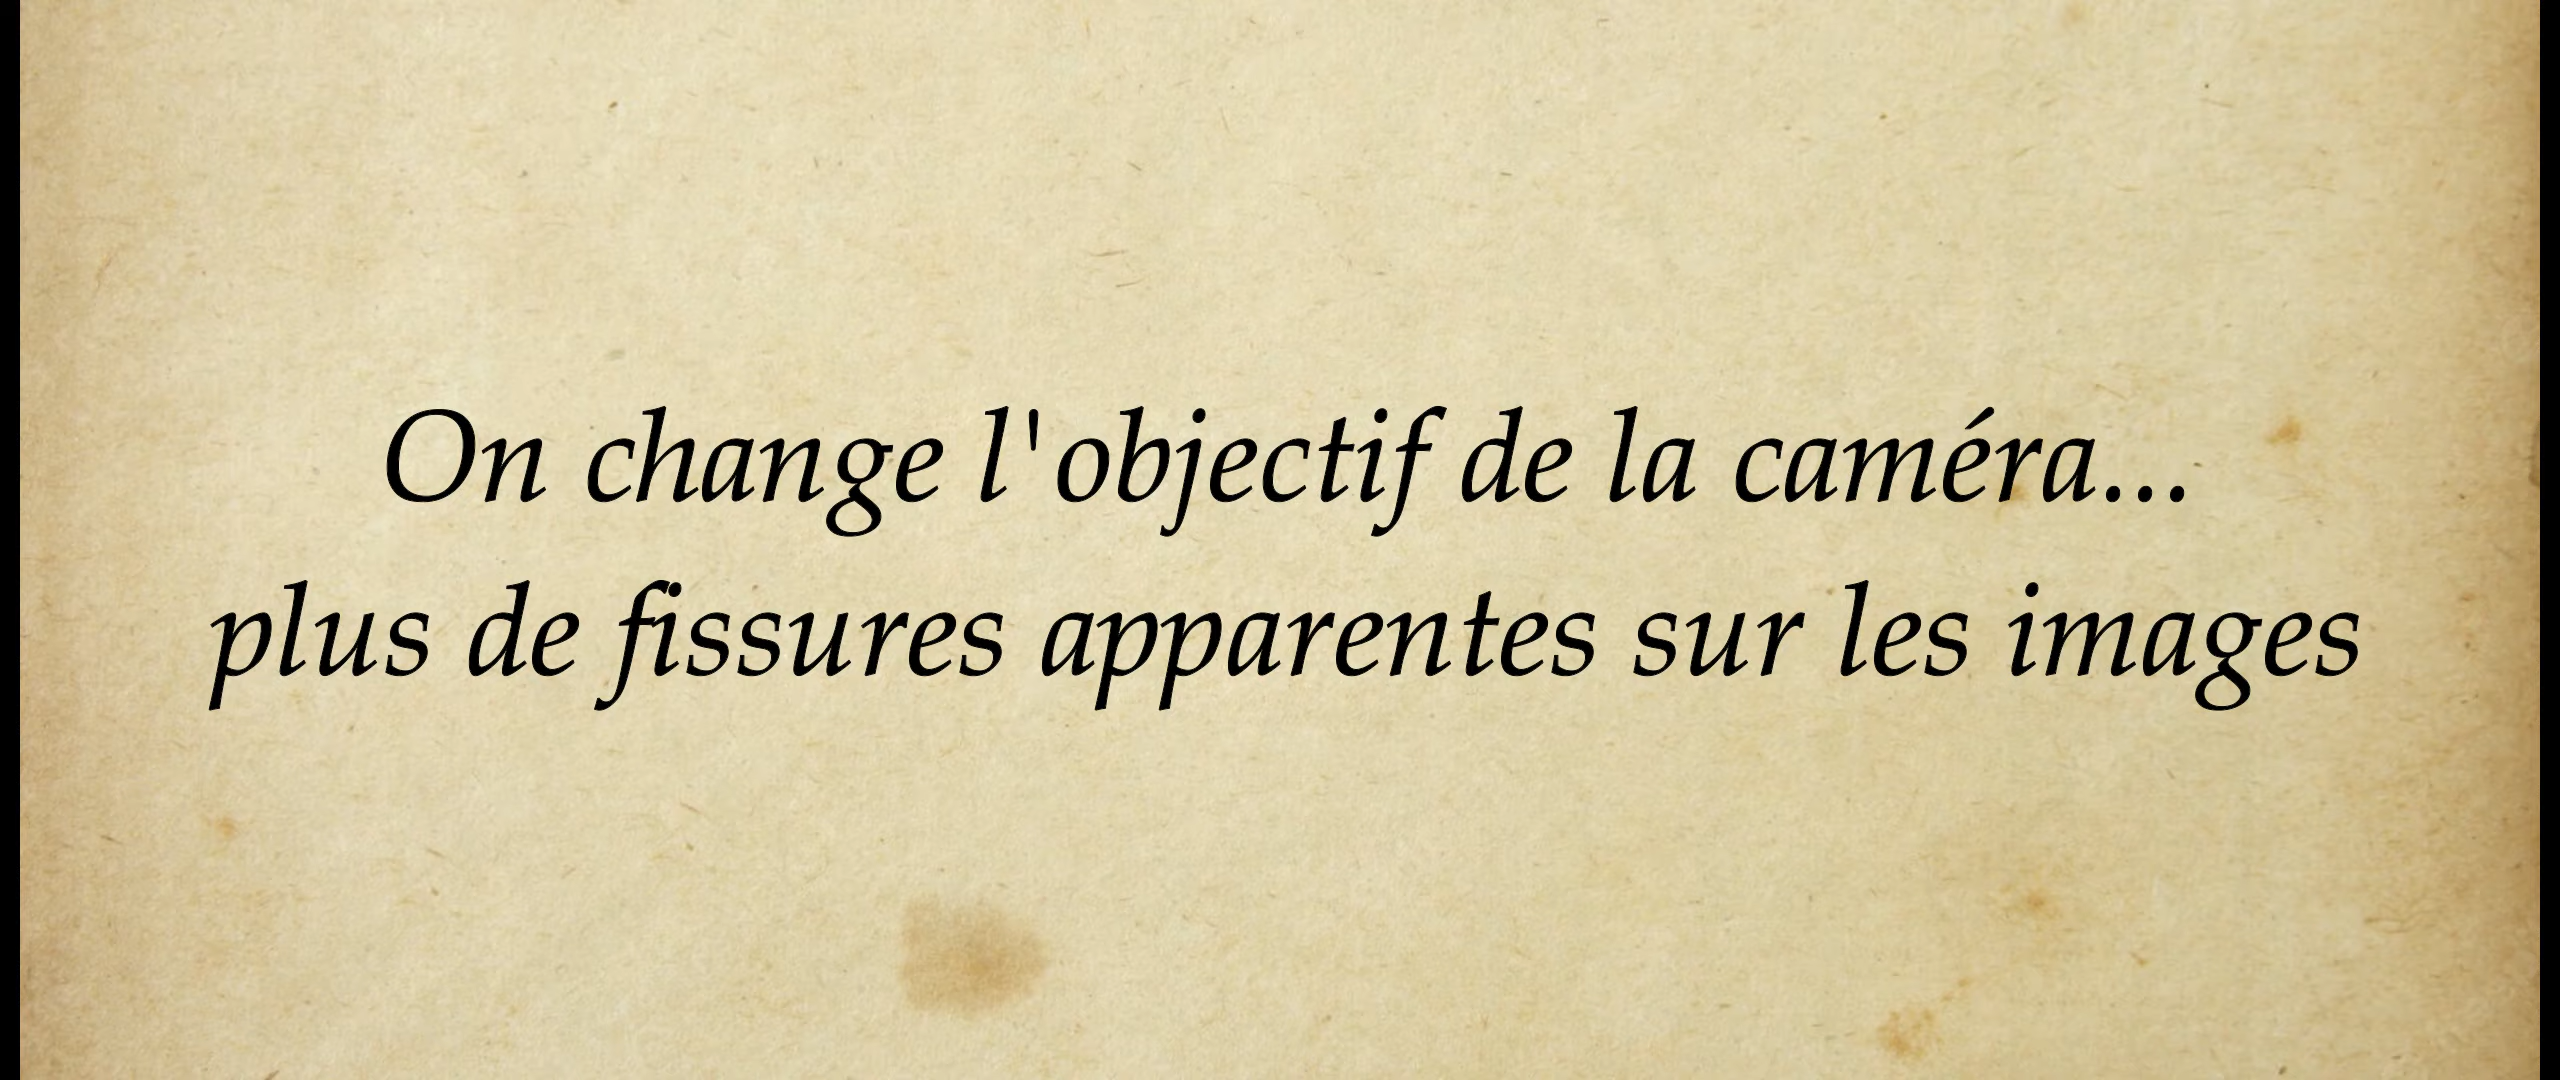 On change l'objectif de la caméra...
plus de fissures apparentes sur les images